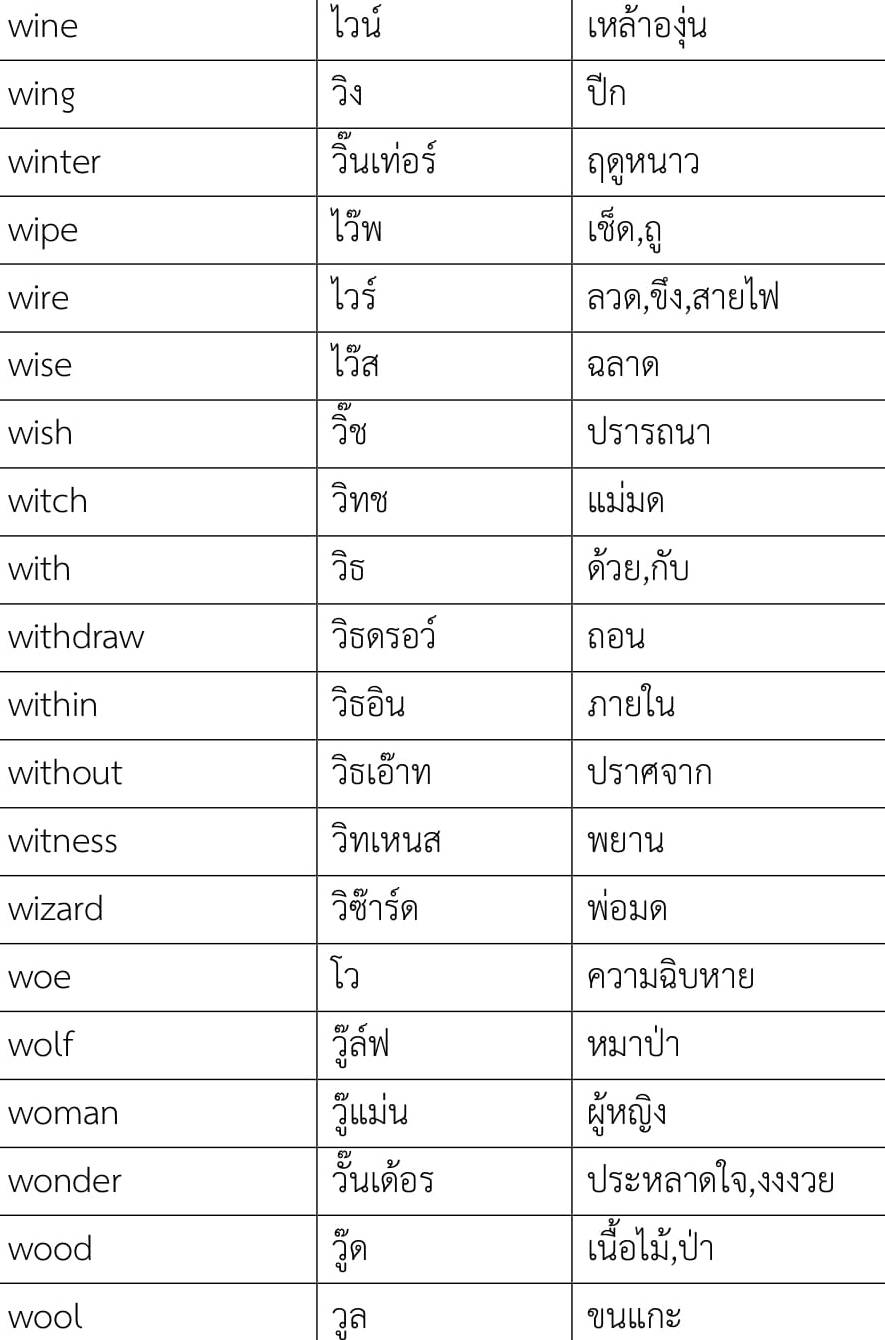 wine ไวน์ เหล้าองุ่น
wing วิง ปีก
winter วิ๊นเท่อร์ ฤดูหนาว
wipe ไว๊พ เช็ด,ถู
wire ไวร์ ลวด,ขึง,สายไฟ
wise ไว๊ส ฉลาด
wish วิ๊ช ปรารถนา
witch วิทช แม่มด
with วิธ ด้วย,กับ
withdraw วิธดรอว์ ถอน
within วิธอิน ภายใน
without วิธเอ๊าท ปราศจาก
witness วิทเหนส พยาน
wizard วิซ๊าร์ด พ่อมด
woe โว ความฉิบหาย
wolf วู๊ล์ฟ หมาป่า
woman วู๊แม่น ผู้หญิง
wonder วั๊นเด้อร ประหลาดใจ,งงงวย
wood วู๊ด เนื้อไม้,ป่า
wool วูล ขนแกะ